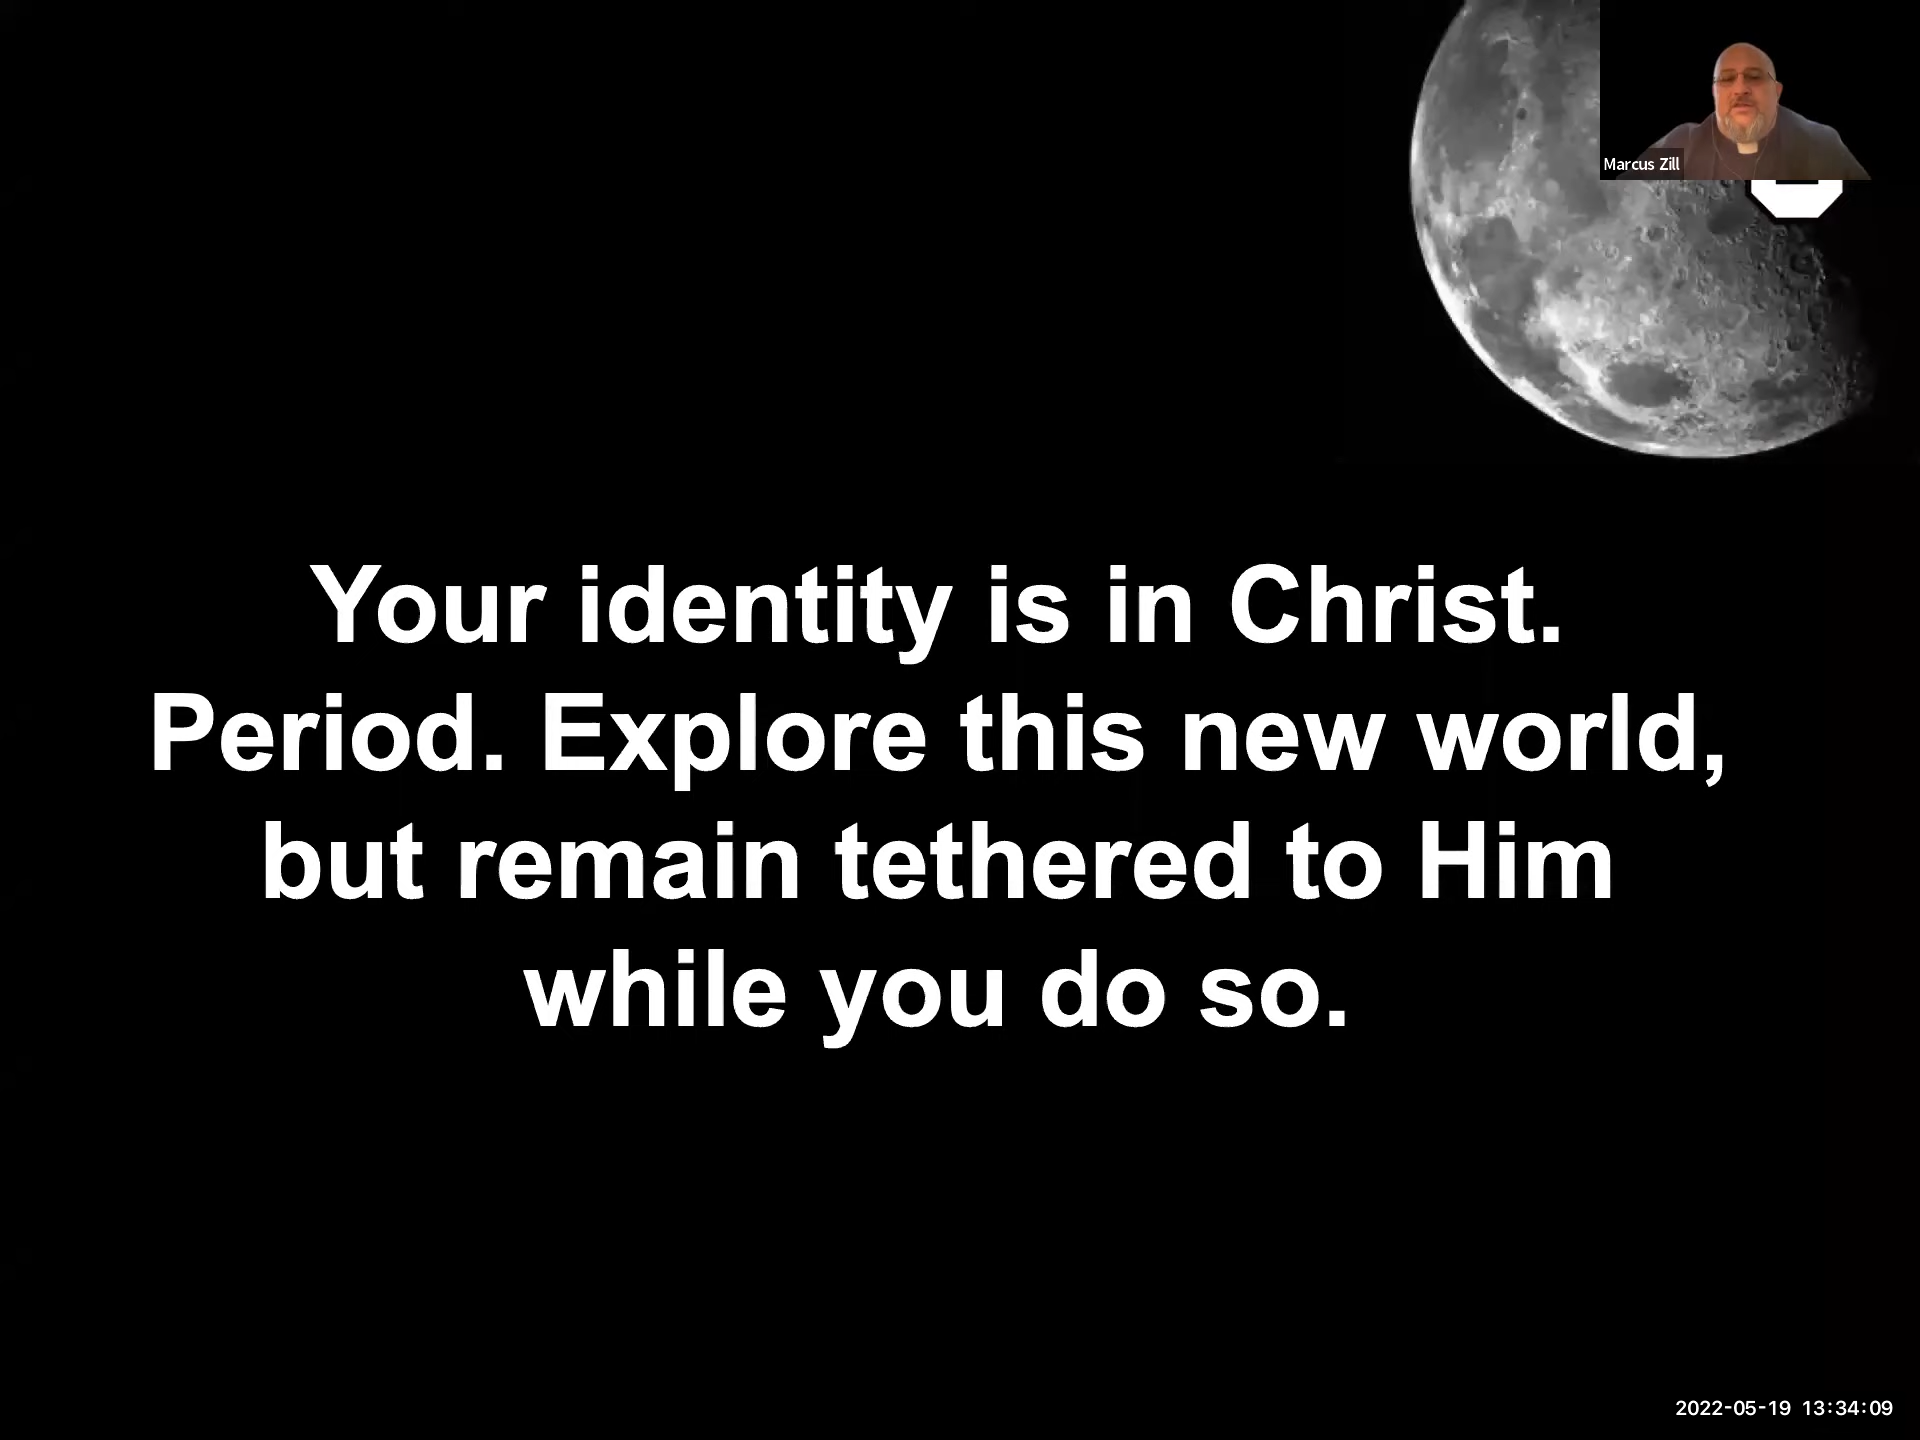 Marcus Zill
Your identity is in Christ.
Period. Explore this new world,
but remain tethered to Him
while you do so.
2022-05-19 13:34:09